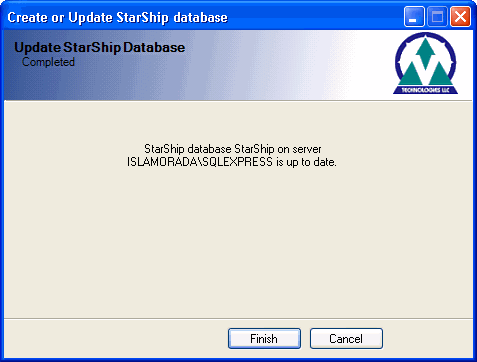 Create or Update StarShip database
Update StarShip Database
Completed
TECHNOLOGIES LLC
StarShip database StarShip on server
ISLAMORADA\SQLEXPRESS is up to date.
Finish
Cancel